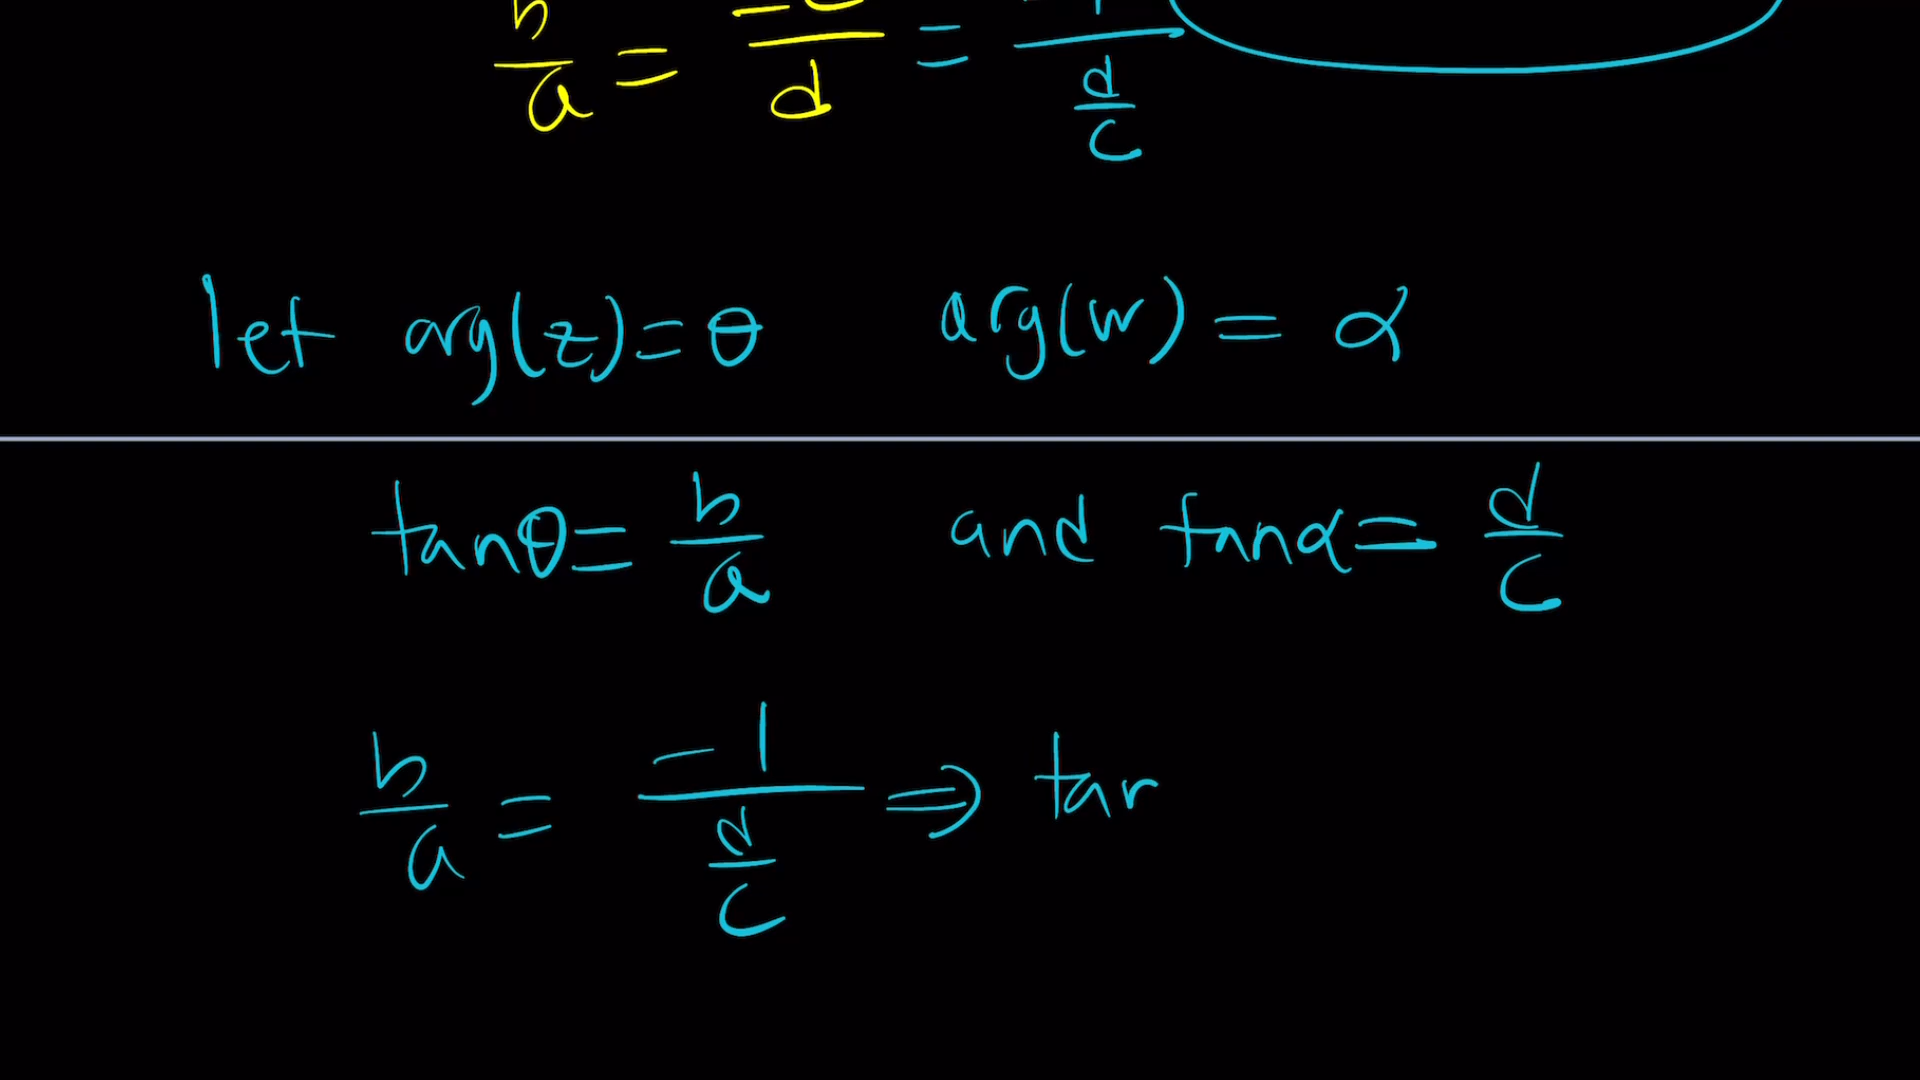 b/a = -c/d = -1/(d/c)
let arg(z) = θ arg(w) = α
tanθ = b/a and tanα = d/c
b/a = -1/(d/c) ⇒ tar